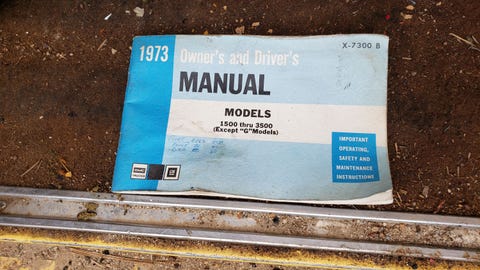 1973 Owner's and Driver's
X-7300 B
MANUAL
MODELS
1500 thru 3500
(Except "G" Models)
IMPORTANT
OPERATING,
SAFETY AND
MAINTENANCE
INSTRUCTIONS